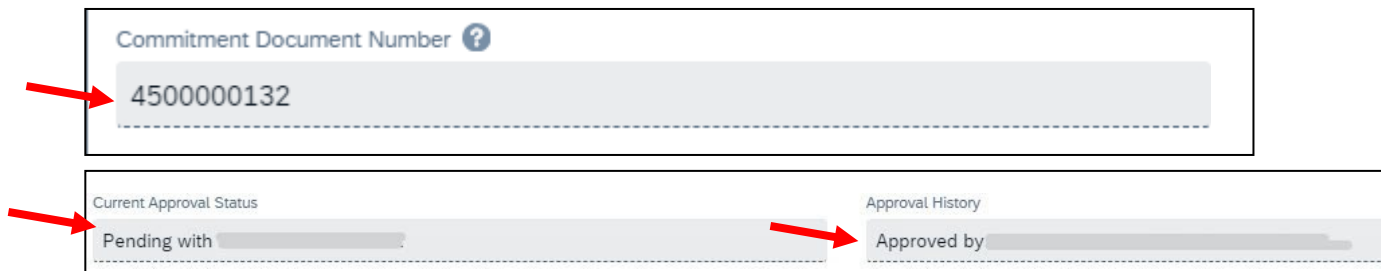 Commitment Document Number ?
4500000132
Current Approval Status
Pending with
Approval History
Approved by